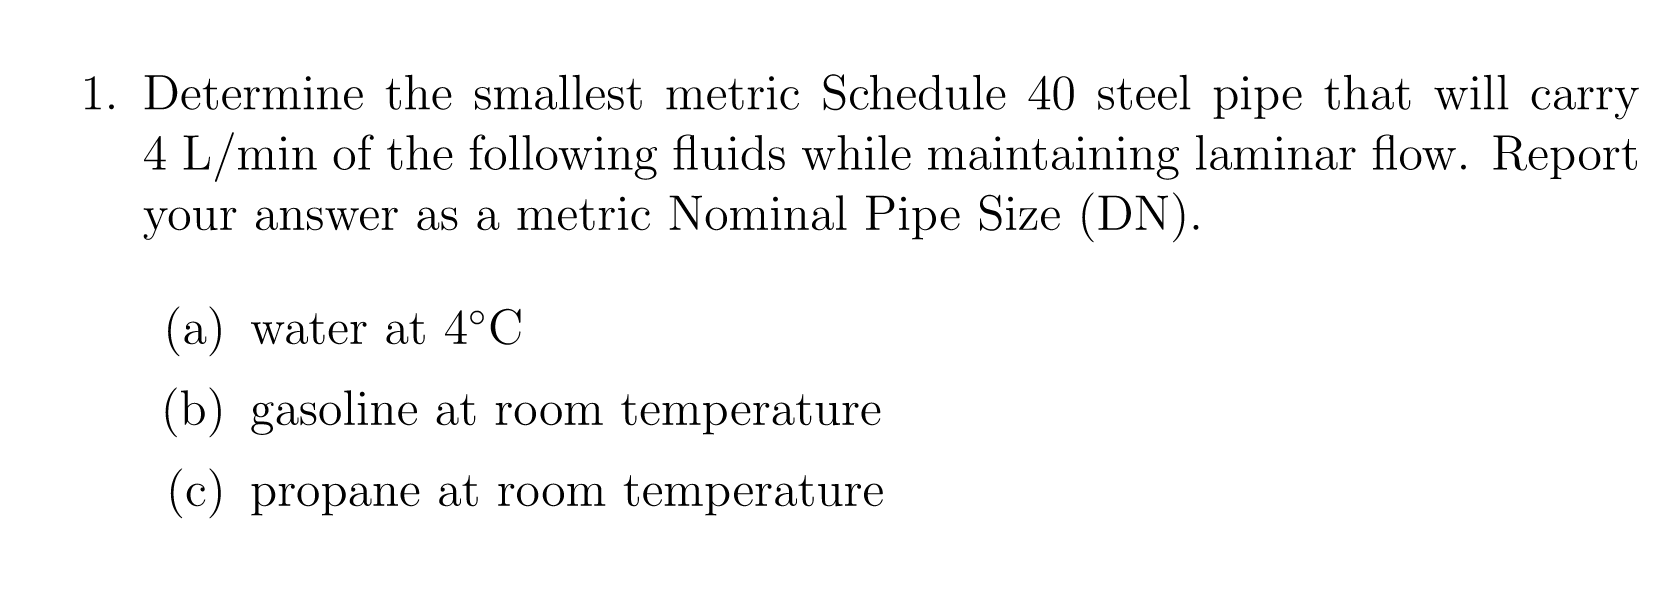 1. Determine the smallest metric Schedule 40 steel pipe that will carry
4 L/min of the following fluids while maintaining laminar flow. Report
your answer as a metric Nominal Pipe Size (DN).
(a) water at 4°C
(b) gasoline at room temperature
(c) propane at room temperature